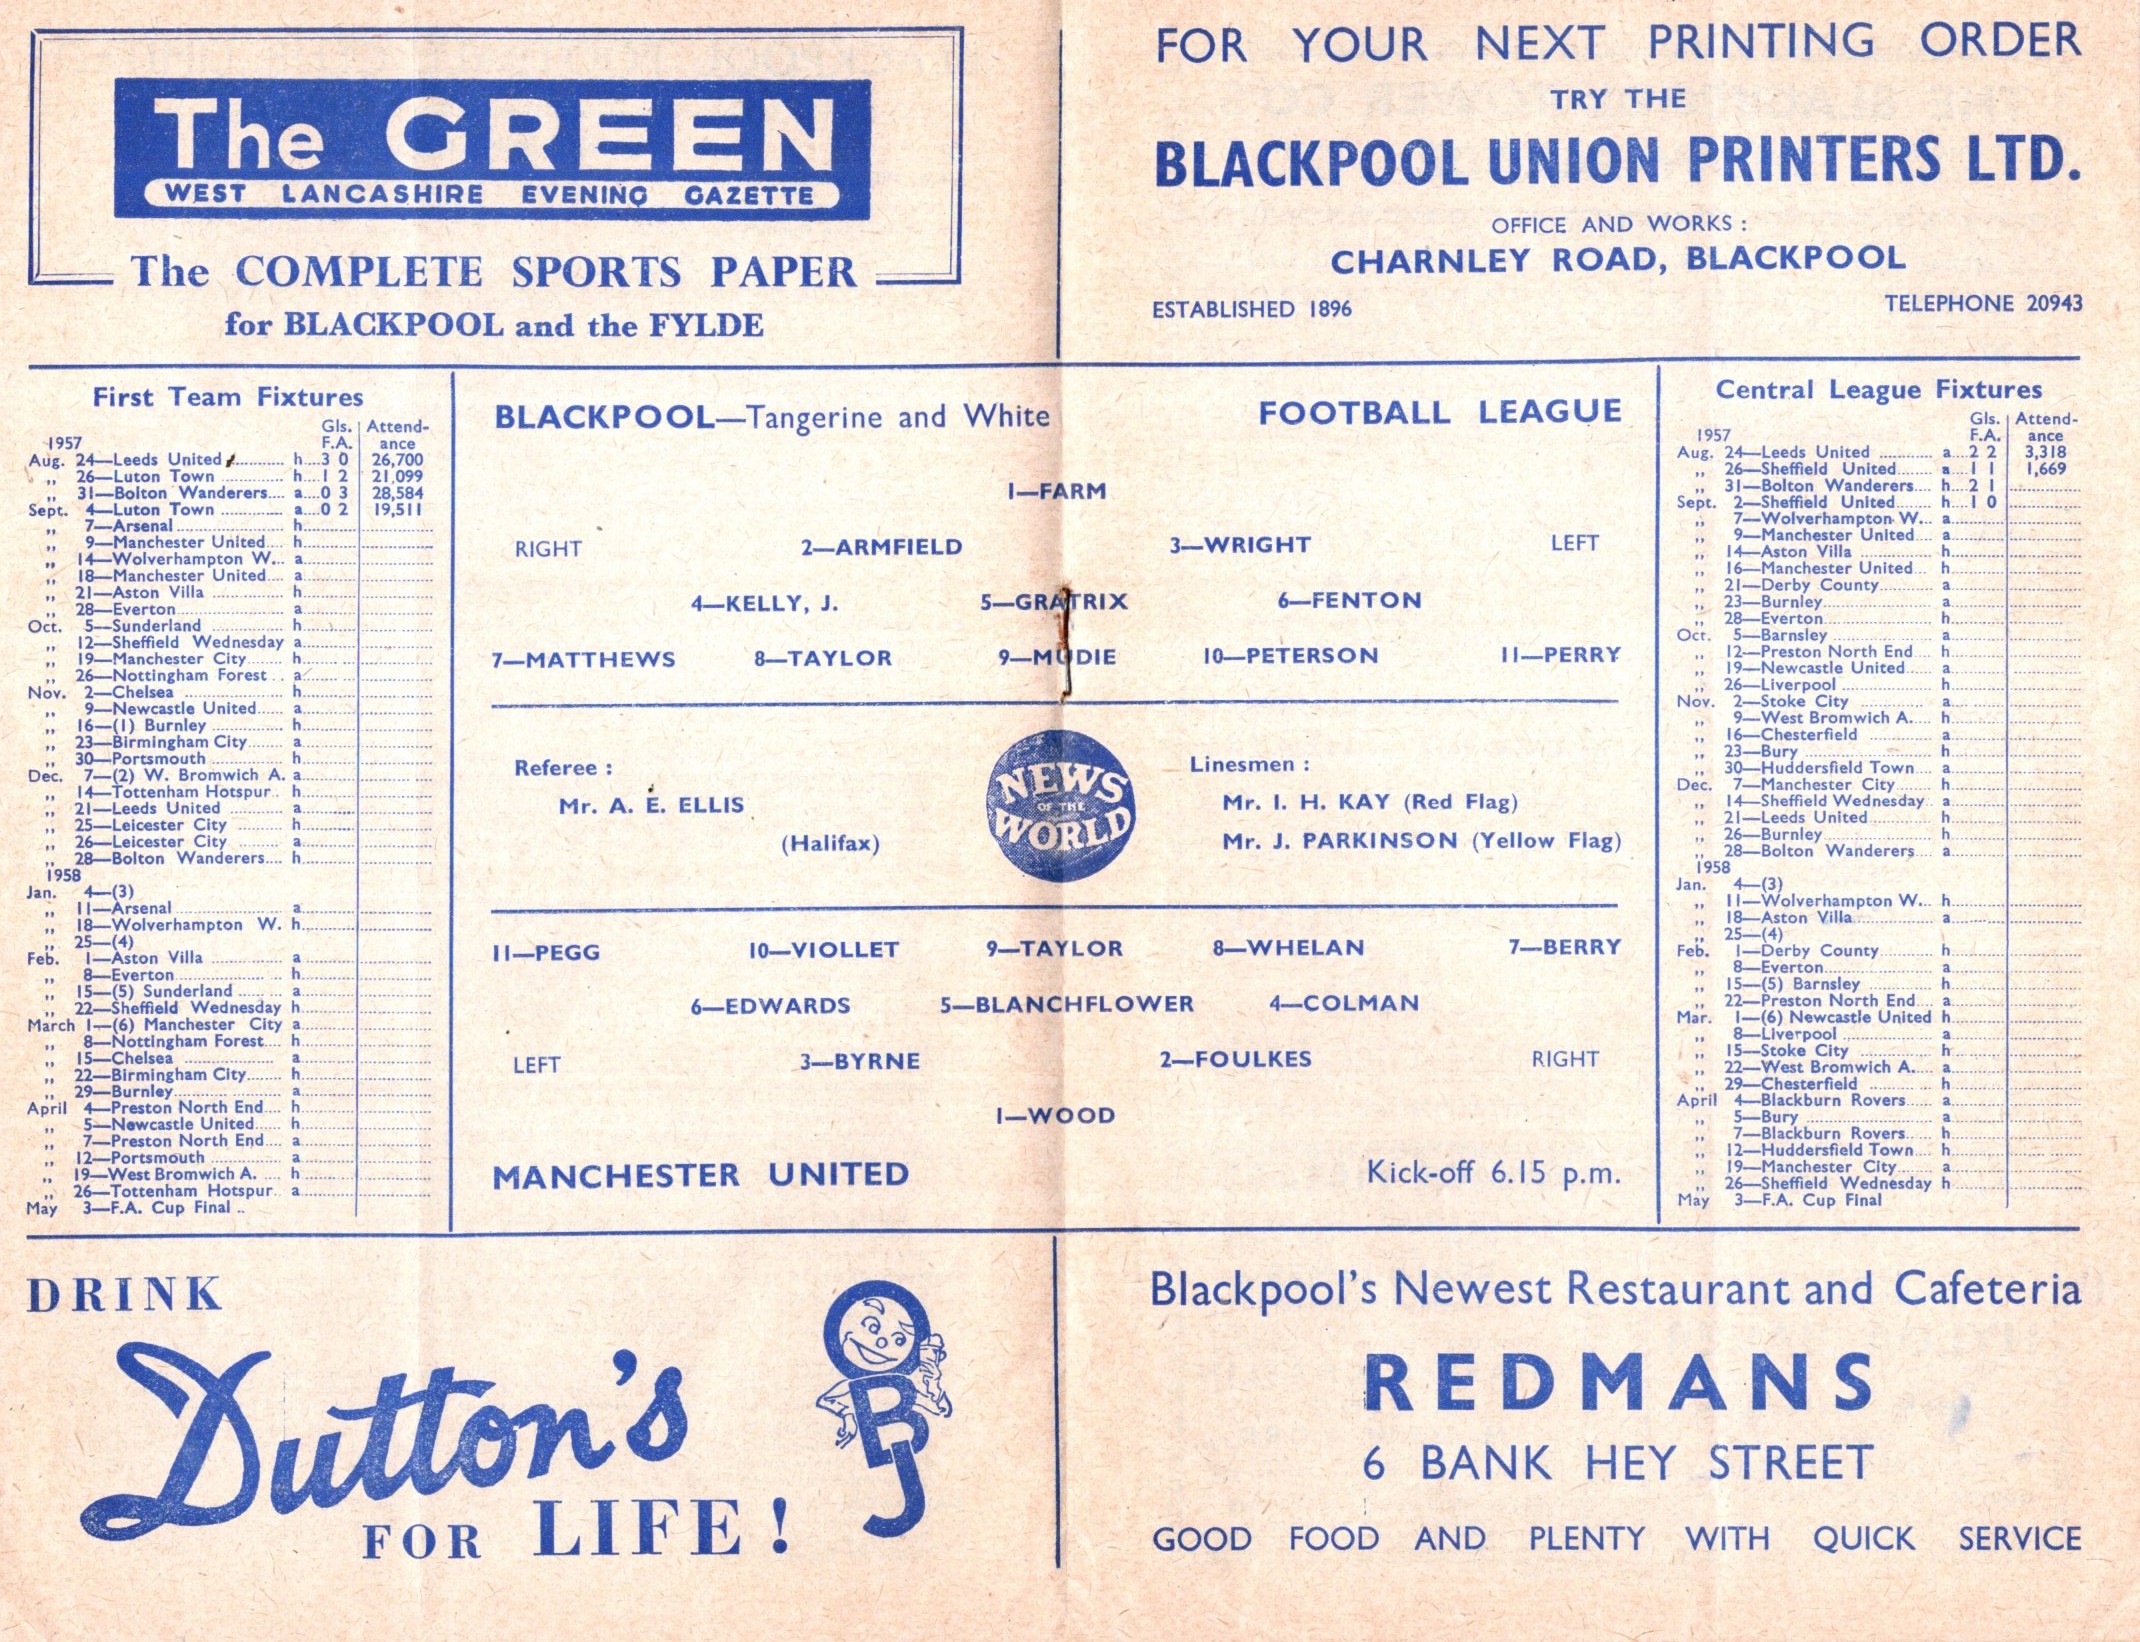 The GREEN
WEST LANCASHIRE EVENING GAZETTE
The COMPLETE SPORTS PAPER
for BLACKPOOL and the FYLDE
FOR YOUR NEXT PRINTING ORDER
TRY THE
BLACKPOOL UNION PRINTERS LTD.
OFFICE AND WORKS :
CHARNLEY ROAD, BLACKPOOL
ESTABLISHED 1896
TELEPHONE 20943
First Team Fixtures
Gls. Attend-
1957 F.A. ance
Aug. 24—Leeds United h 3 0 26,700
,, 26—Luton Town h 1 2 21,099
,, 31—Bolton Wanderers a 0 3 28,584
Sept. 4—Luton Town a 0 2 19,511
,, 7—Arsenal h
,, 9—Manchester United h
,, 14—Wolverhampton W. a
,, 18—Manchester United a
,, 21—Aston Villa h
,, 28—Everton a
Oct. 5—Sunderland h
,, 12—Sheffield Wednesday a
,, 19—Manchester City h
,, 26—Nottingham Forest a
Nov. 2—Chelsea h
,, 9—Newcastle United a
,, 16—(1) Burnley h
,, 23—Birmingham City a
,, 30—Portsmouth h
Dec. 7—(2) W. Bromwich A. a
,, 14—Tottenham Hotspur h
,, 21—Leeds United a
,, 25—Leicester City h
,, 26—Leicester City a
,, 28—Bolton Wanderers h
1958
Jan. 4—(3)
,, 11—Arsenal a
,, 18—Wolverhampton W. h
,, 25—(4)
Feb. 1—Aston Villa a
,, 8—Everton h
,, 15—(5) Sunderland a
,, 22—Sheffield Wednesday h
March 1—(6) Manchester City a
,, 8—Nottingham Forest h
,, 15—Chelsea a
,, 22—Birmingham City h
,, 29—Burnley a
April 4—Preston North End h
,, 5—Newcastle United h
,, 7—Preston North End a
,, 12—Portsmouth a
,, 19—West Bromwich A. h
,, 26—Tottenham Hotspur a
May 3—F.A. Cup Final
BLACKPOOL—Tangerine and White
FOOTBALL LEAGUE
1—FARM
RIGHT 2—ARMFIELD 3—WRIGHT LEFT
4—KELLY, J. 5—GRATRIX 6—FENTON
7—MATTHEWS 8—TAYLOR 9—MUDIE 10—PETERSON 11—PERRY
Referee :
Mr. A. E. ELLIS
(Halifax)
NEWS
OF THE
WORLD
Linesmen :
Mr. I. H. KAY (Red Flag)
Mr. J. PARKINSON (Yellow Flag)
11—PEGG 10—VIOLLET 9—TAYLOR 8—WHELAN 7—BERRY
6—EDWARDS 5—BLANCHFLOWER 4—COLMAN
LEFT 3—BYRNE 2—FOULKES RIGHT
1—WOOD
MANCHESTER UNITED
Kick-off 6.15 p.m.
Central League Fixtures
Gls. Attend-
1957 F.A. ance
Aug. 24—Leeds United a 2 2 3,318
,, 26—Sheffield United a 1 1 1,669
,, 31—Bolton Wanderers h 2 1
Sept. 2—Sheffield United h 1 0
,, 7—Wolverhampton W. a
,, 9—Manchester United a
,, 14—Aston Villa h
,, 16—Manchester United h
,, 21—Derby County a
,, 23—Burnley a
,, 28—Everton h
Oct. 5—Barnsley a
,, 12—Preston North End h
,, 19—Newcastle United a
,, 26—Liverpool h
Nov. 2—Stoke City a
,, 9—West Bromwich A. h
,, 16—Chesterfield a
,, 23—Bury h
,, 30—Huddersfield Town a
Dec. 7—Manchester City h
,, 14—Sheffield Wednesday a
,, 21—Leeds United h
,, 26—Burnley h
,, 28—Bolton Wanderers a
1958
Jan. 4—(3)
,, 11—Wolverhampton W. h
,, 18—Aston Villa a
,, 25—(4)
Feb. 1—Derby County h
,, 8—Everton a
,, 15—(5) Barnsley h
,, 22—Preston North End a
Mar. 1—(6) Newcastle United h
,, 8—Liverpool a
,, 15—Stoke City h
,, 22—West Bromwich A. a
,, 29—Chesterfield h
April 4—Blackburn Rovers a
,, 5—Bury a
,, 7—Blackburn Rovers h
,, 12—Huddersfield Town h
,, 19—Manchester City a
,, 26—Sheffield Wednesday h
May 3—F.A. Cup Final
DRINK
Dutton's
FOR LIFE !
OBJ
Blackpool's Newest Restaurant and Cafeteria
REDMANS
6 BANK HEY STREET
GOOD FOOD AND PLENTY WITH QUICK SERVICE